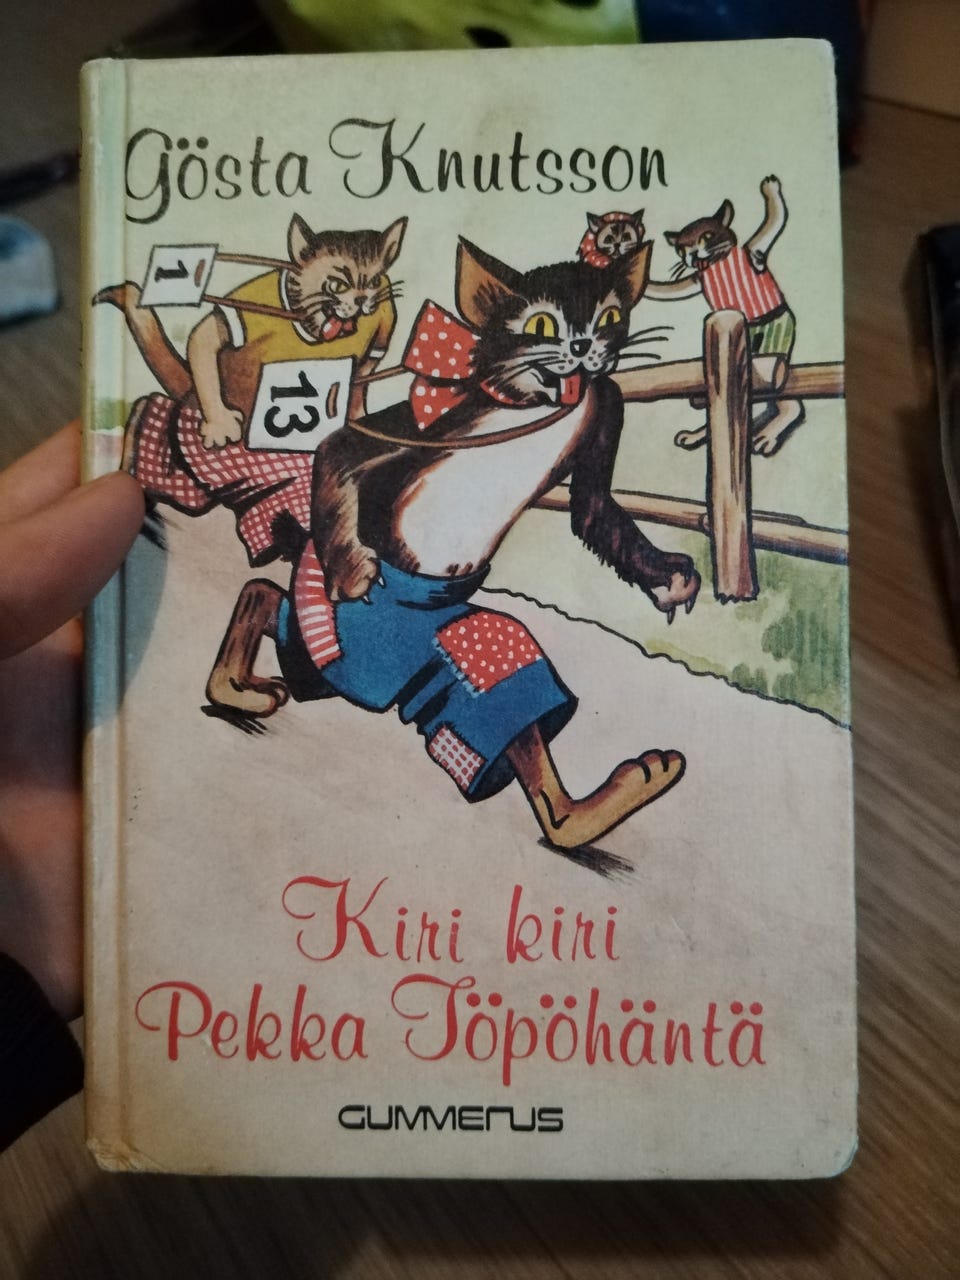 Gösta Knutsson
1
13
Kiri kiri
Pekka Töpöhäntä
GUMMERUS